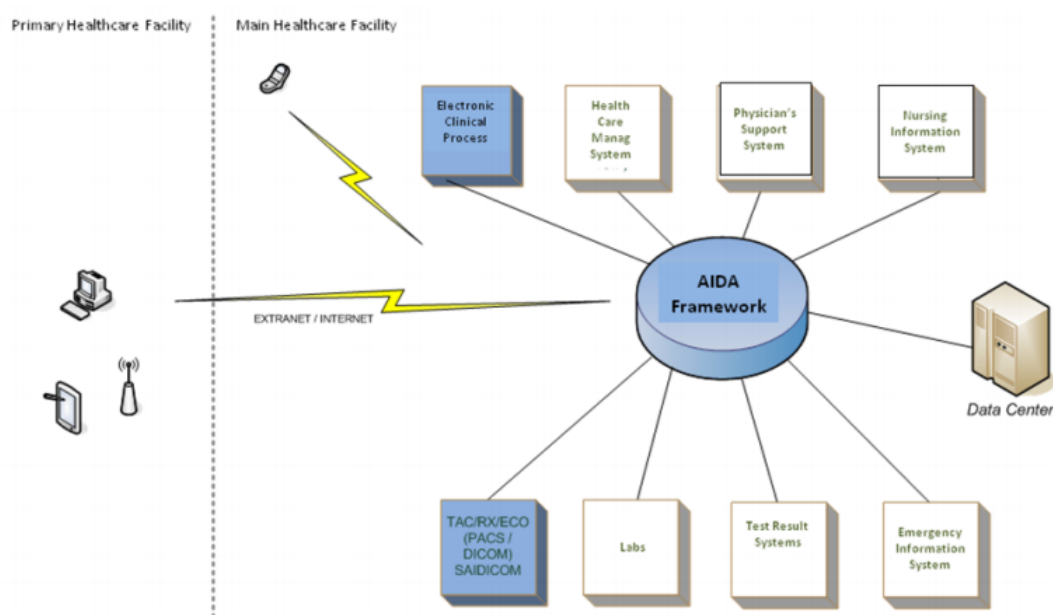 Primary Healthcare Facility
Main Healthcare Facility
Electronic
Clinical
Process
Health
Care
Manag
System
Physician's
Support
System
Nursing
Information
System
AIDA
Framework
EXTRANET / INTERNET
Data Center
TAC/RX/ECO
(PACS /
DICOM)
SAIDICOM
Labs
Test Result
Systems
Emergency
Information
System